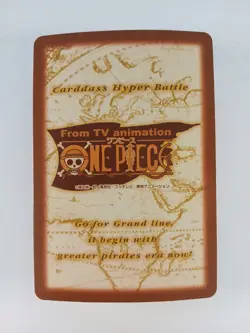 Carddass Hyper Battle
From TV animation
ワンピース
ONE PIECE
Go for Grand line,
it begin with
greater pirates era now!